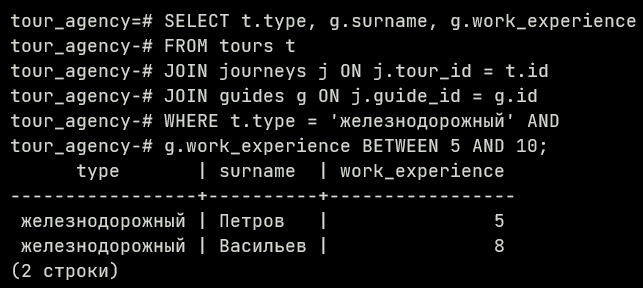 tour_agency=# SELECT t.type, g.surname, g.work_experience
tour_agency-# FROM tours t
tour_agency-# JOIN journeys j ON j.tour_id = t.id
tour_agency-# JOIN guides g ON j.guide_id = g.id
tour_agency-# WHERE t.type = 'железнодорожный' AND
tour_agency-# g.work_experience BETWEEN 5 AND 10;
      type       | surname  | work_experience
-----------------+----------+-----------------
 железнодорожный | Петров   |               5
 железнодорожный | Васильев |               8
(2 строки)